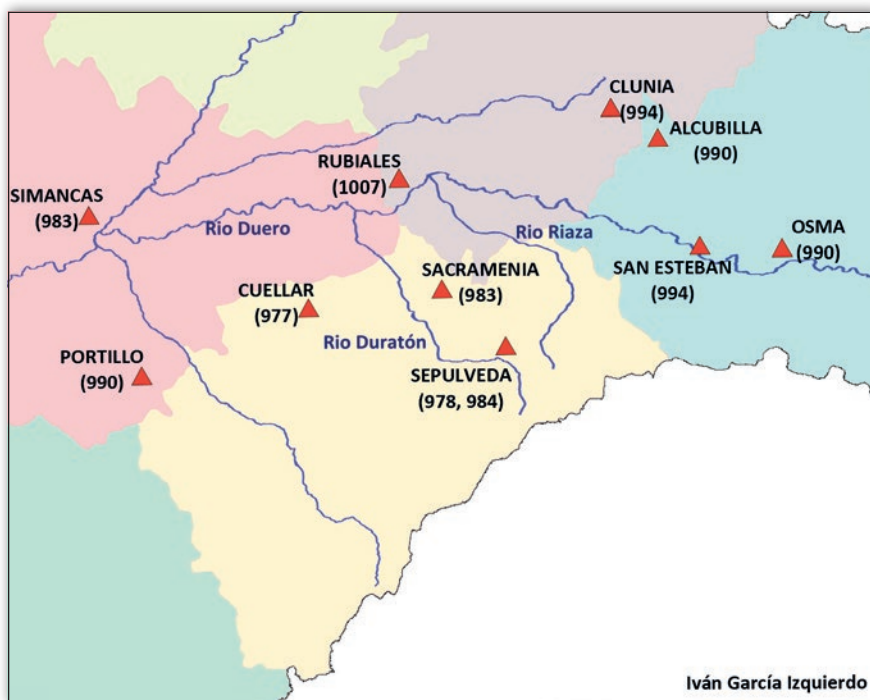 CLUNIA
(994)
ALCUBILLA
(990)
RUBIALES
(1007)
SIMANCAS
(983)
Rio Duero
Rio Riaza
OSMA
(990)
SAN ESTEBAN
(994)
SACRAMENIA
(983)
CUELLAR
(977)
Rio Duratón
PORTILLO
(990)
SEPULVEDA
(978, 984)
Iván García Izquierdo